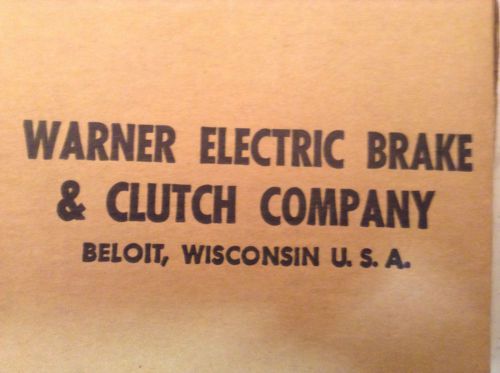 WARNER ELECTRIC BRAKE
& CLUTCH COMPANY
BELOIT, WISCONSIN U. S. A.